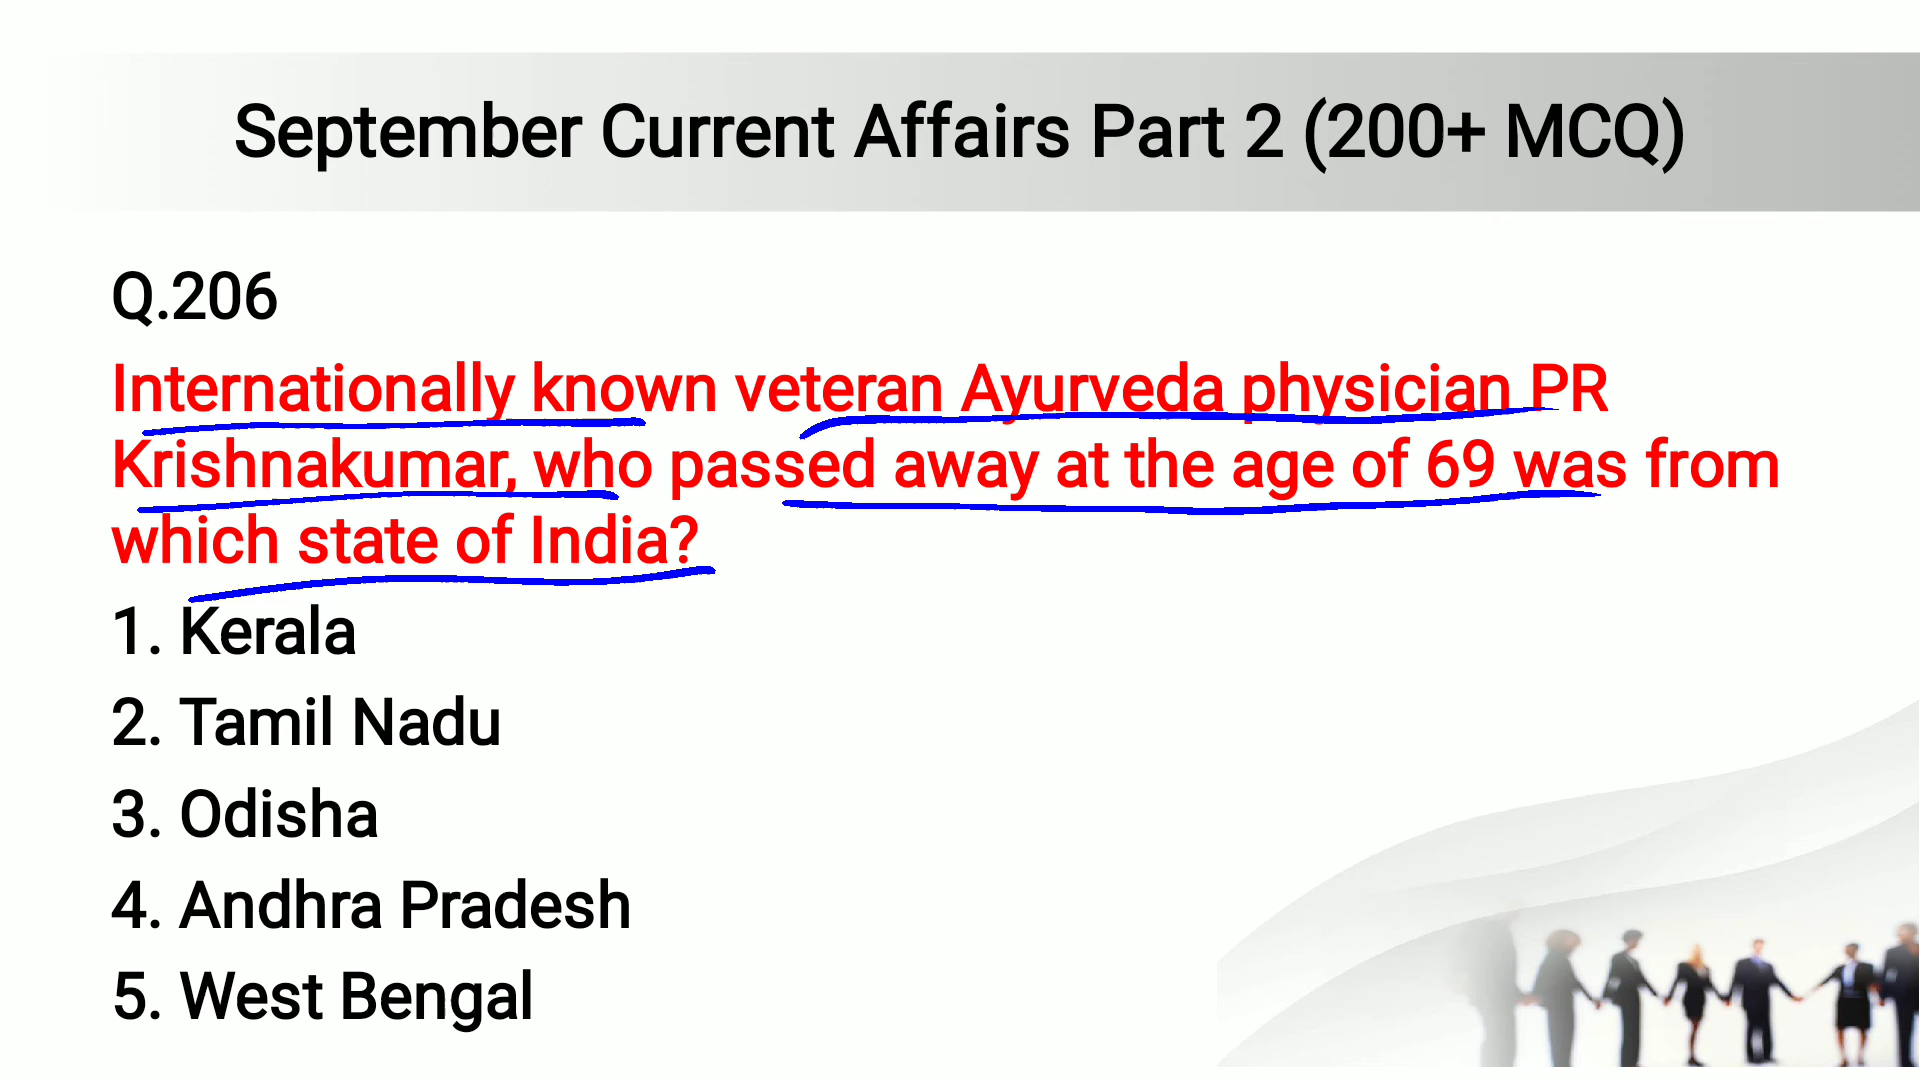 September Current Affairs Part 2 (200+ MCQ)
Q.206
Internationally known veteran Ayurveda physician PR
Krishnakumar, who passed away at the age of 69 was from
which state of India?
1. Kerala
2. Tamil Nadu
3. Odisha
4. Andhra Pradesh
5. West Bengal